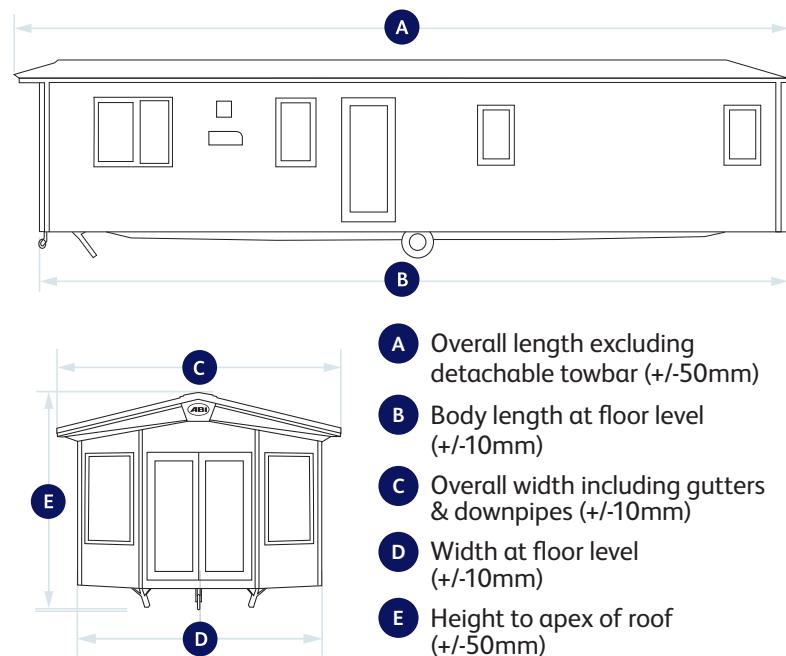 A
B
C
ABI
E
D
A Overall length excluding
detachable towbar (+/-50mm)
B Body length at floor level
(+/-10mm)
C Overall width including gutters
& downpipes (+/-10mm)
D Width at floor level
(+/-10mm)
E Height to apex of roof
(+/-50mm)